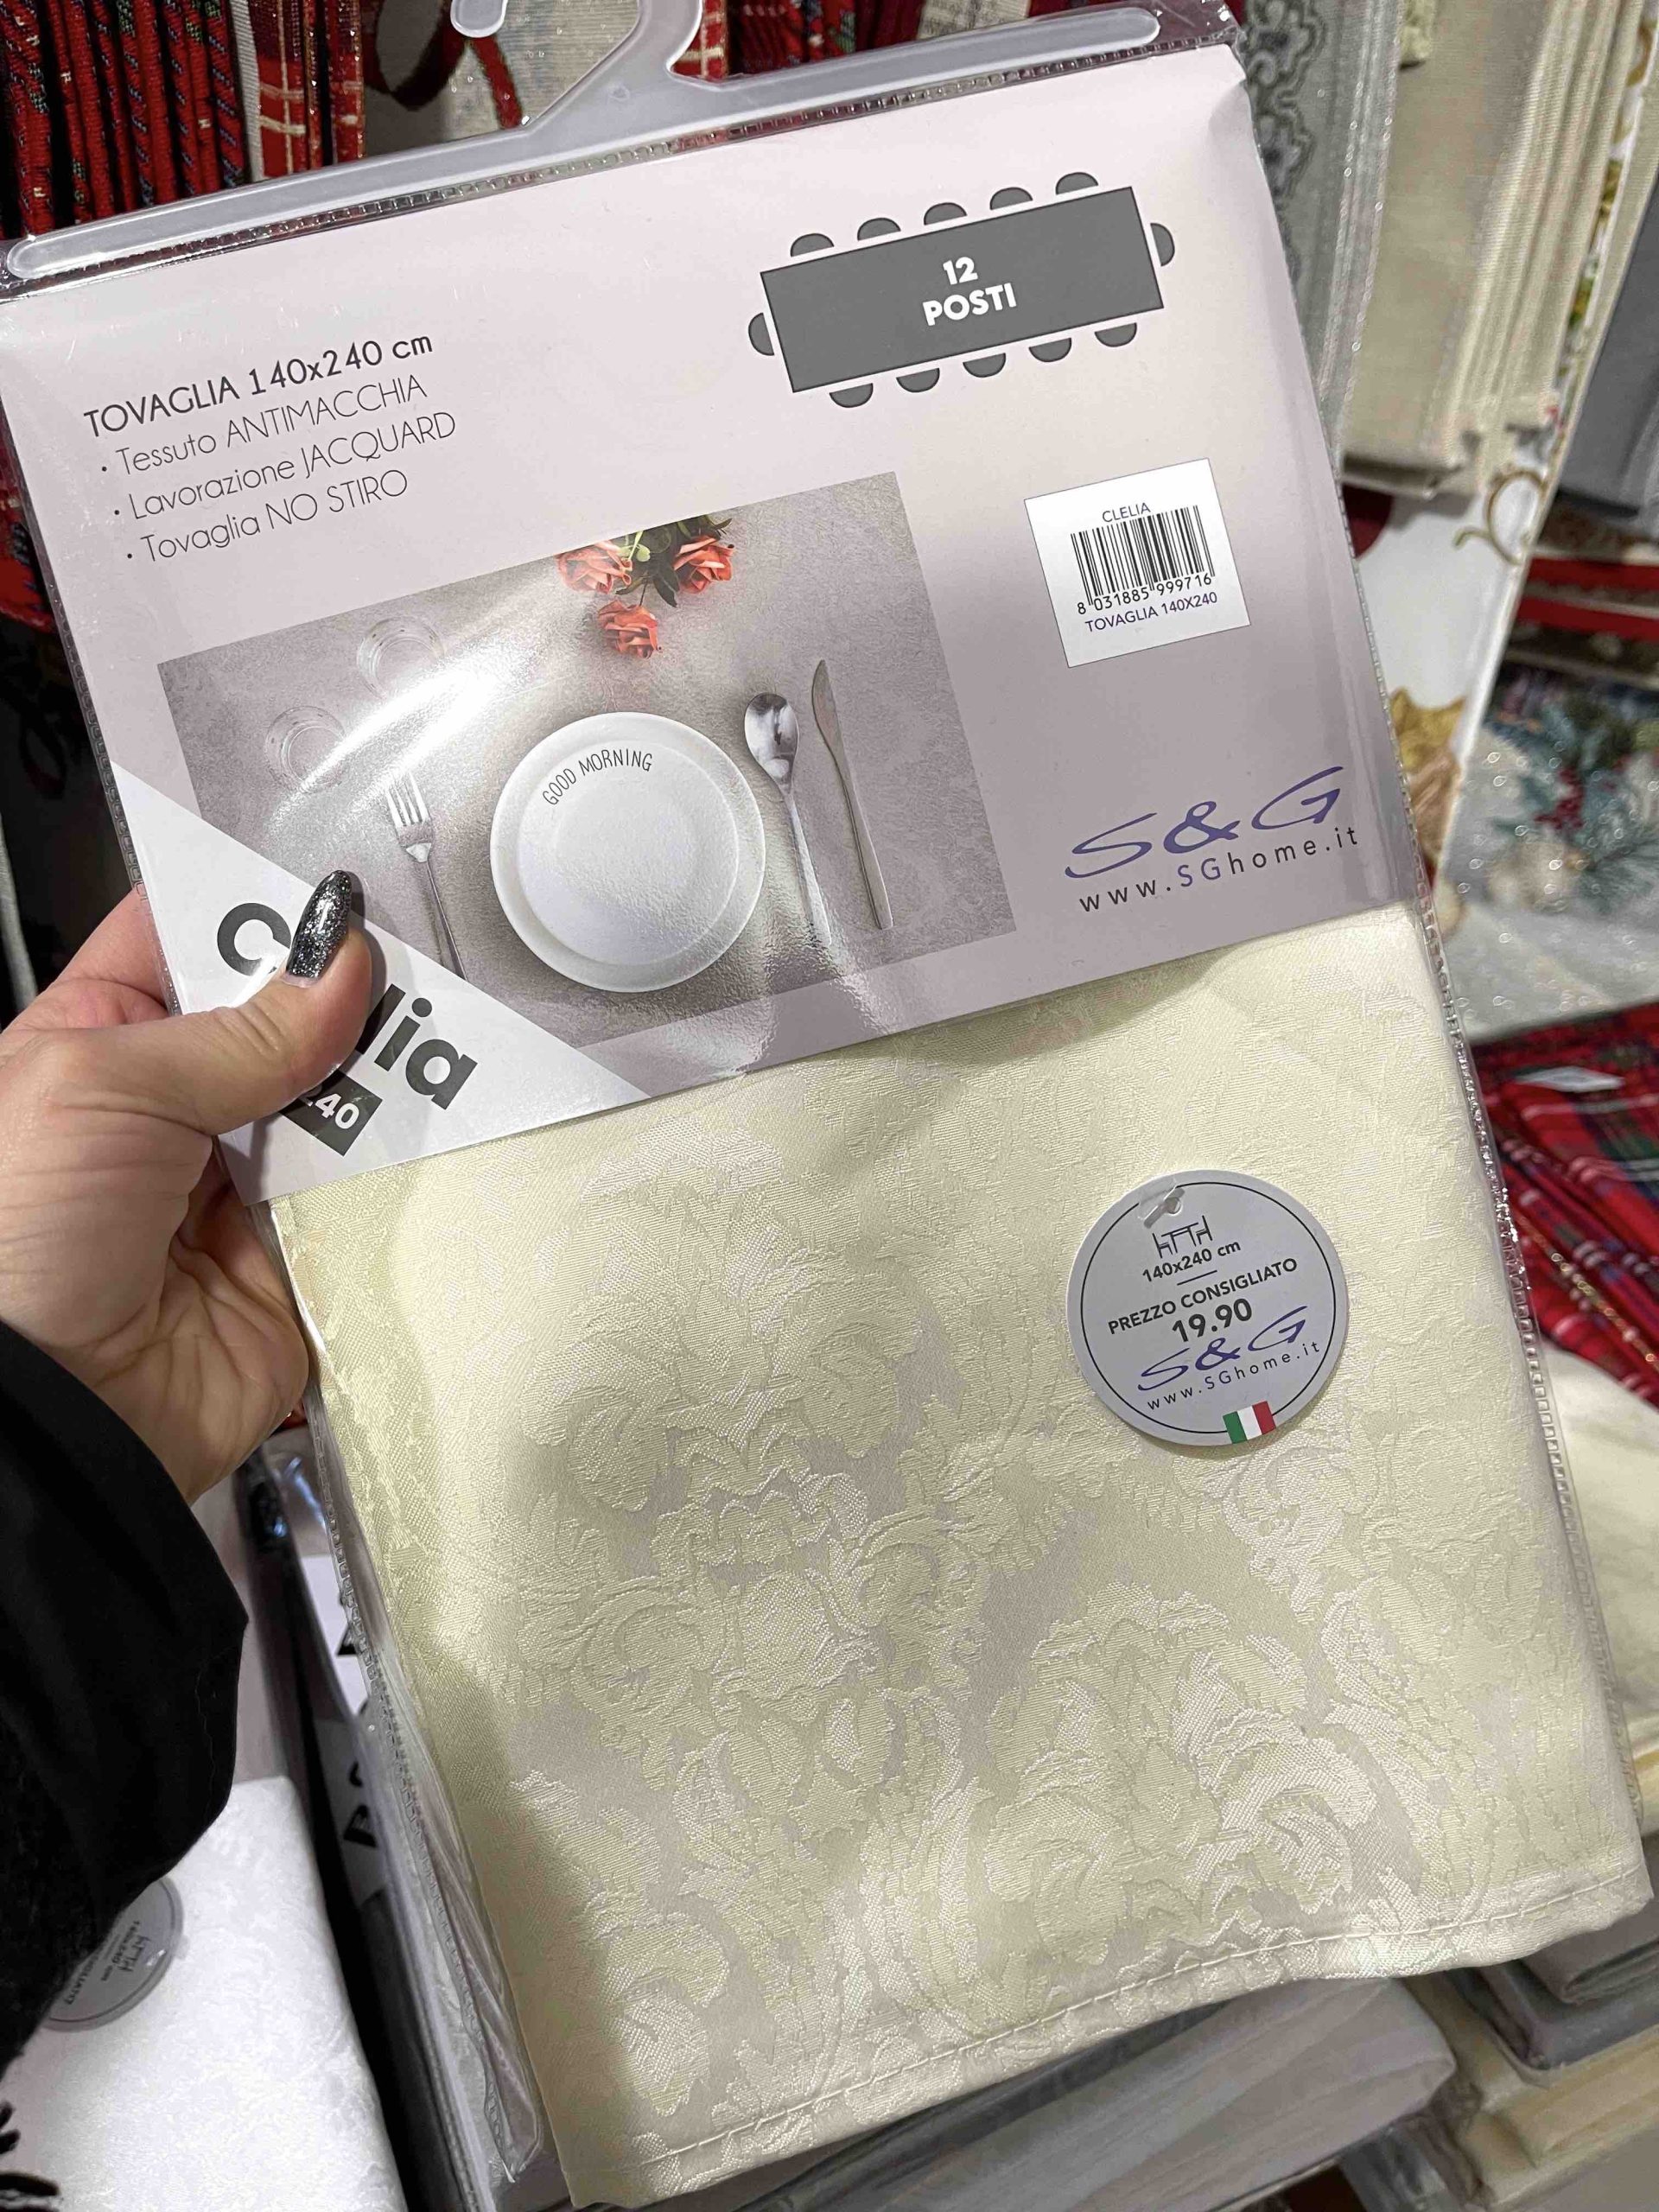 12
POSTI
TOVAGLIA 140x240 cm
• Tessuto ANTIMACCHIA
• Lavorazione JACQUARD
• Tovaglia NO STIRO
CLELIA
8 031885 999716
TOVAGLIA 140X240
GOOD MORNING
S&G
www.SGhome.it
140x240 cm
PREZZO CONSIGLIATO
19.90
S&G
www.SGhome.it